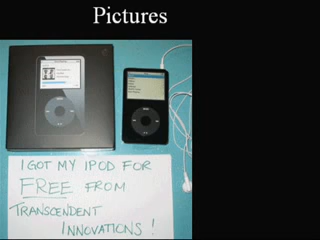 Pictures
I GOT MY IPOD FOR
FREE FROM
TRANSCENDENT
INNOVATIONS!